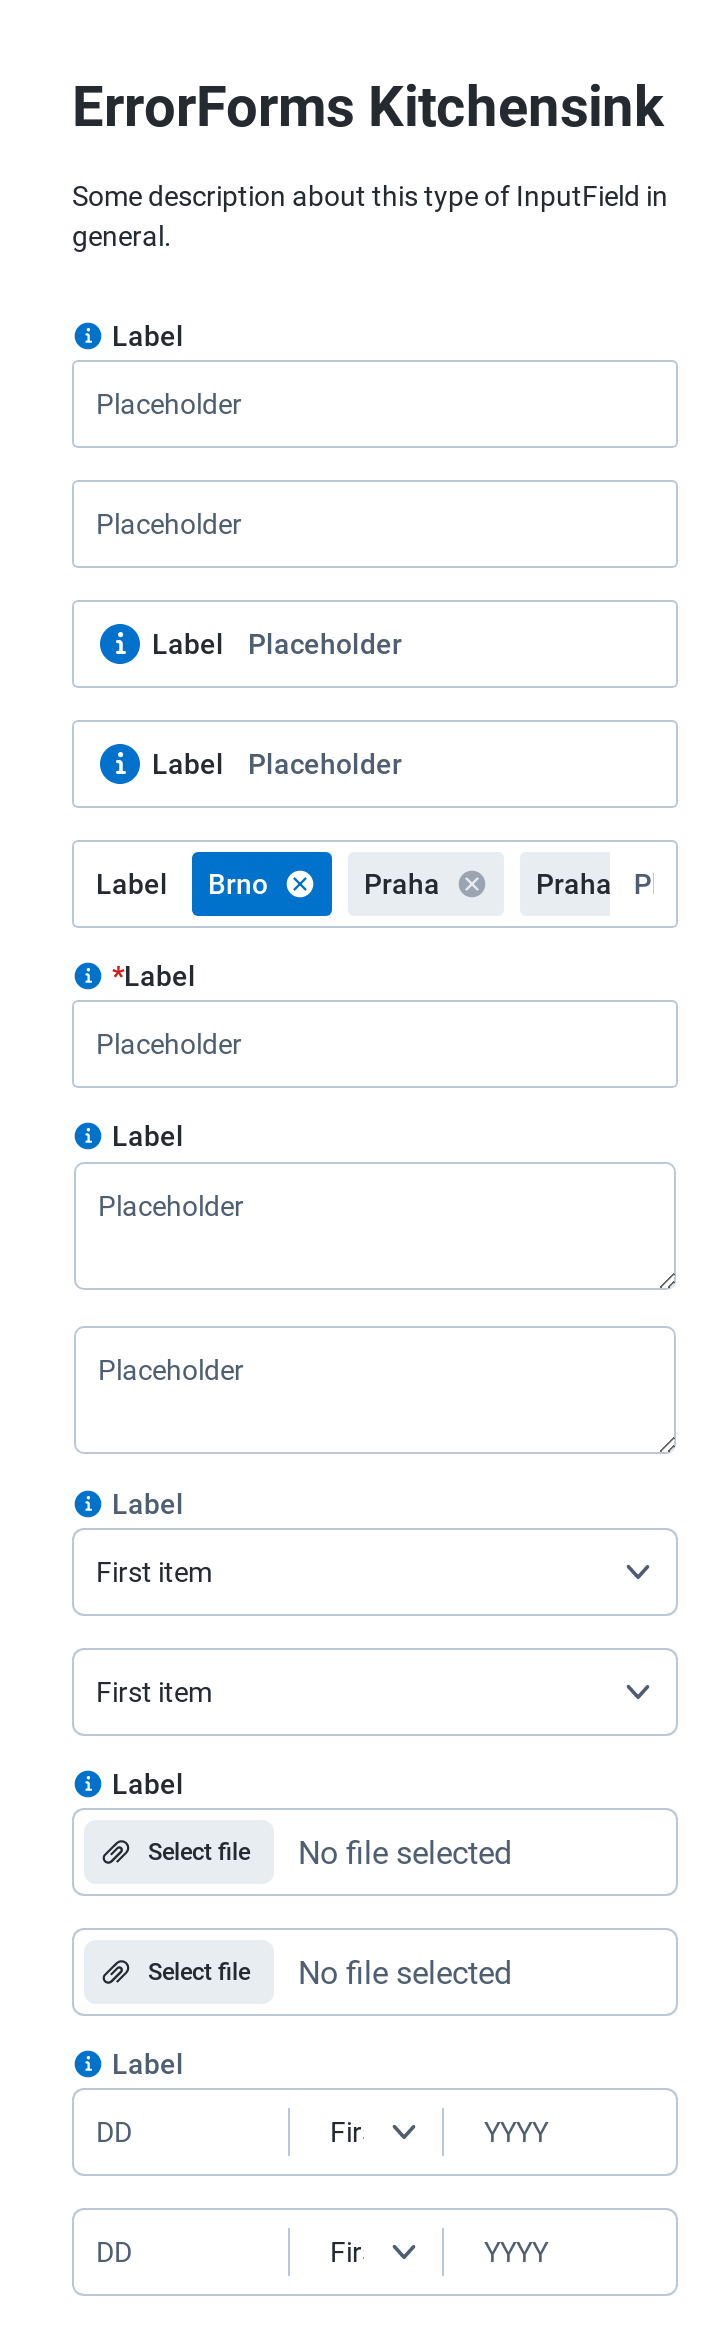 ErrorForms Kitchensink
Some description about this type of InputField in
general.
Label
Placeholder
Placeholder
Label Placeholder
Label Placeholder
Label Brno Praha Praha Pl
*Label
Placeholder
Label
Placeholder
Placeholder
Label
First item
First item
Label
Select file No file selected
Select file No file selected
Label
DD Fir YYYY
DD Fir YYYY